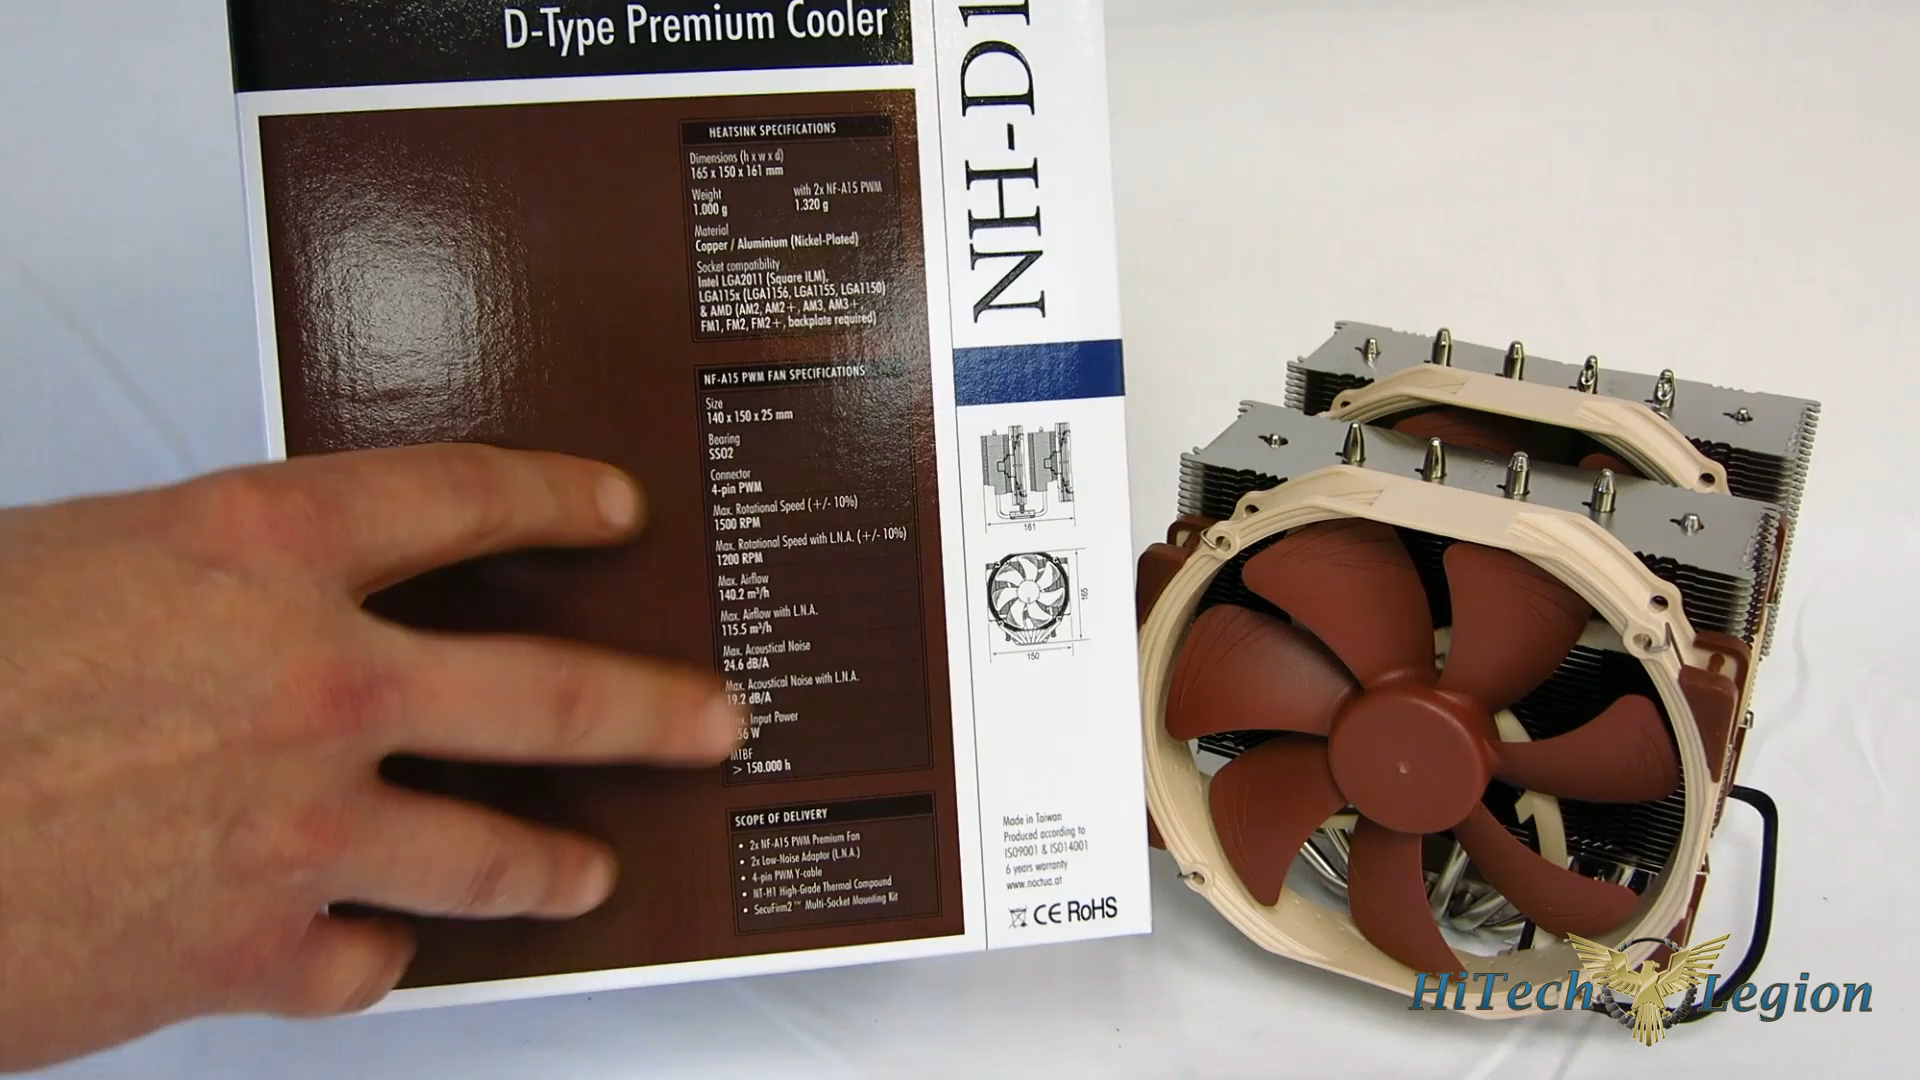 D-Type Premium Cooler
HEATSINK SPECIFICATIONS
Dimensions (h x w x d)
165 x 150 x 161 mm
Weight with 2x NF-A15 PWM
1.000 g 1.320 g
Material
Copper / Aluminium (Nickel-Plated)
Socket compatibility
Intel LGA2011 (Square ILM),
LGA115x (LGA1156, LGA1155, LGA1150)
& AMD (AM2, AM2+, AM3, AM3+,
FM1, FM2, FM2+, backplate required)
NF-A15 PWM FAN SPECIFICATIONS
Size
140 x 150 x 25 mm
Bearing
SSO2
Connector
4-pin PWM
Max. Rotational Speed (+/- 10%)
1500 RPM
Max. Rotational Speed with L.N.A. (+/- 10%)
1200 RPM
Max. Airflow
140.2 m³/h
Max. Airflow with L.N.A.
115.5 m³/h
Max. Acoustical Noise
24.6 dB/A
Max. Acoustical Noise with L.N.A.
19.2 dB/A
Input Power
56 W
MTBF
> 150.000 h
SCOPE OF DELIVERY
• 2x NF-A15 PWM Premium Fan
• 2x Low-Noise Adaptor (L.N.A.)
• 4-pin PWM Y-cable
• NT-H1 High-Grade Thermal Compound
• SecuFirm2™ Multi-Socket Mounting Kit
NH-D1
161
165
150
Made in Taiwan
Produced according to
ISO9001 & ISO14001
6 years warranty
www.noctua.at
CE RoHS
HiTech Legion